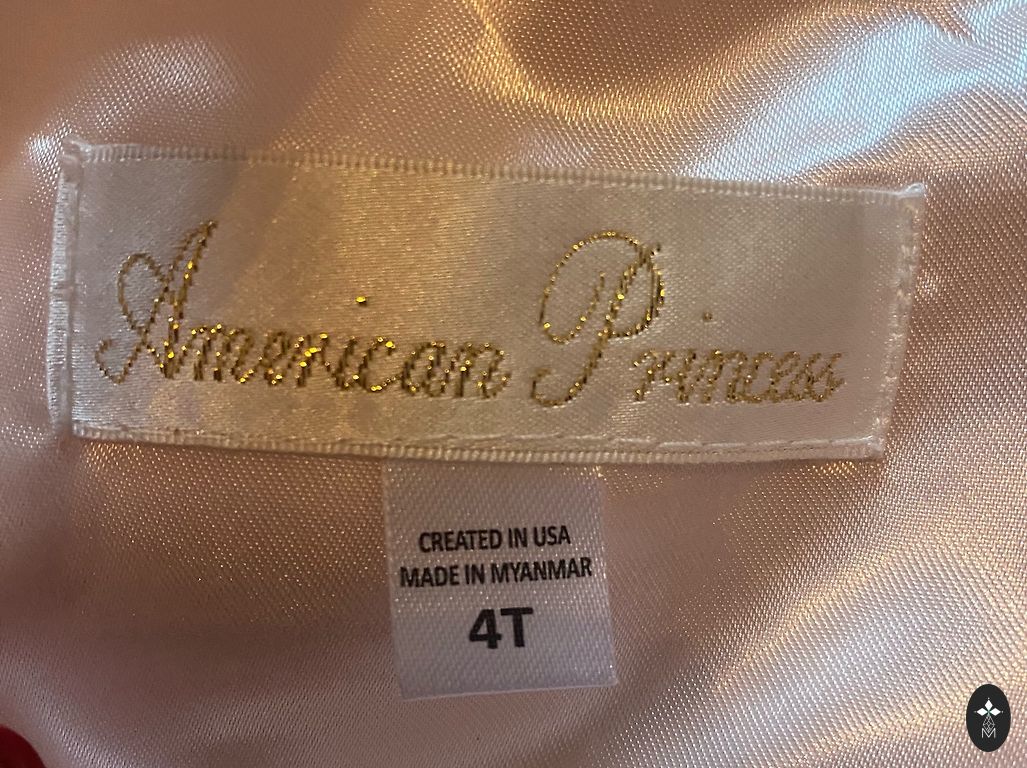 American Princess
CREATED IN USA
MADE IN MYANMAR
4T
M